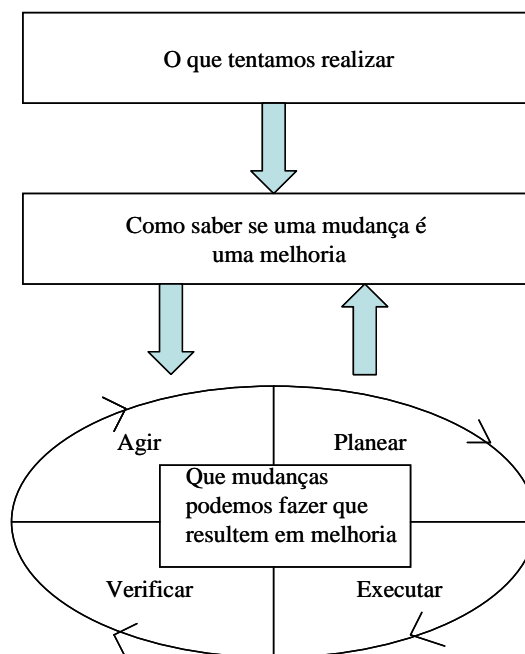 O que tentamos realizar
Como saber se uma mudança é
uma melhoria
Agir
Planear
Que mudanças
podemos fazer que
resultem em melhoria
Verificar
Executar